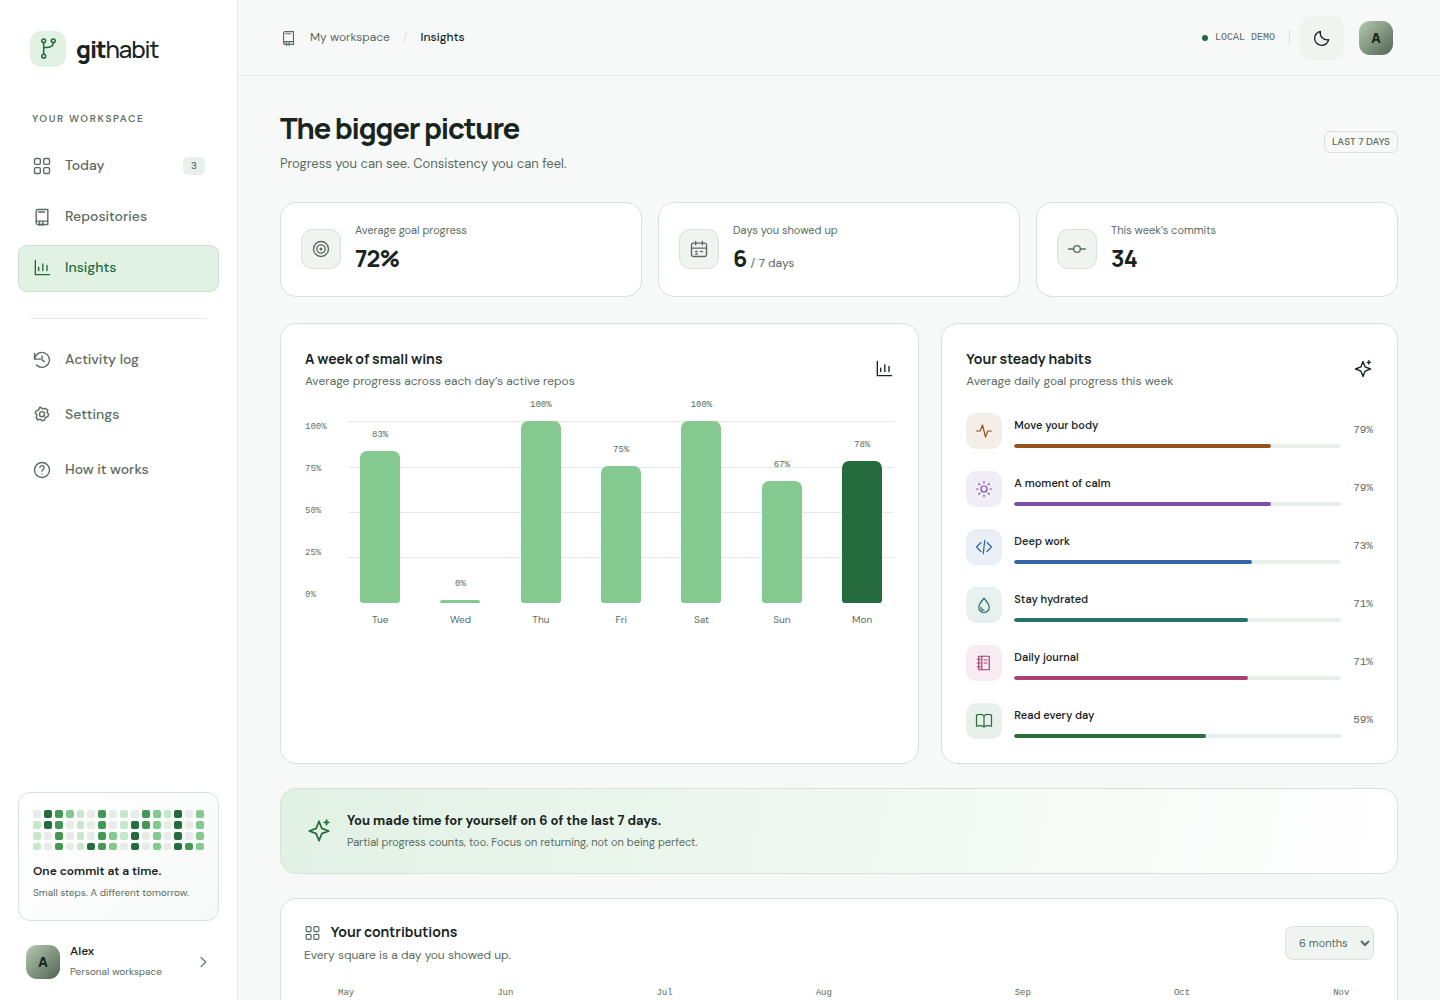 githabit
YOUR WORKSPACE
Today 3
Repositories
Insights
Activity log
Settings
How it works
One commit at a time.
Small steps. A different tomorrow.
A Alex
Personal workspace
My workspace / Insights
LOCAL DEMO
A
The bigger picture
Progress you can see. Consistency you can feel.
LAST 7 DAYS
Average goal progress
72%
Days you showed up
6 / 7 days
This week's commits
34
A week of small wins
Average progress across each day's active repos
100%
75%
50%
25%
0%
83%
0%
100%
75%
100%
67%
78%
Tue Wed Thu Fri Sat Sun Mon
Your steady habits
Average daily goal progress this week
Move your body 79%
A moment of calm 79%
Deep work 73%
Stay hydrated 71%
Daily journal 71%
Read every day 59%
You made time for yourself on 6 of the last 7 days.
Partial progress counts, too. Focus on returning, not on being perfect.
Your contributions
Every square is a day you showed up.
6 months
May Jun Jul Aug Sep Oct Nov